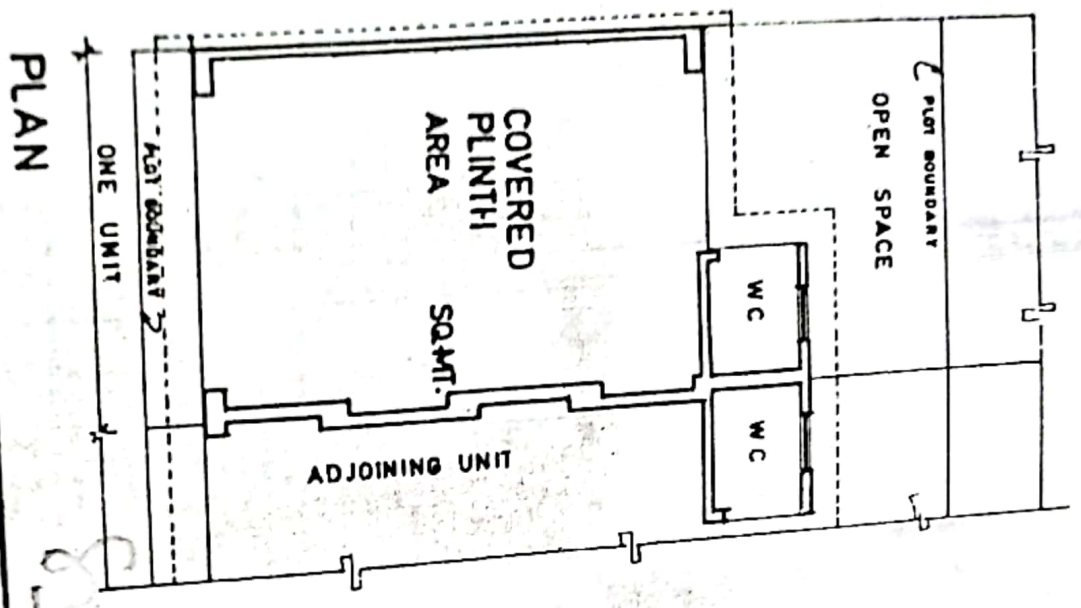 PLAN
ONE UNIT
PLOT BOUNDARY
COVERED
PLINTH
AREA SQ.MT.
ADJOINING UNIT
WC
WC
OPEN SPACE
PLOT BOUNDARY